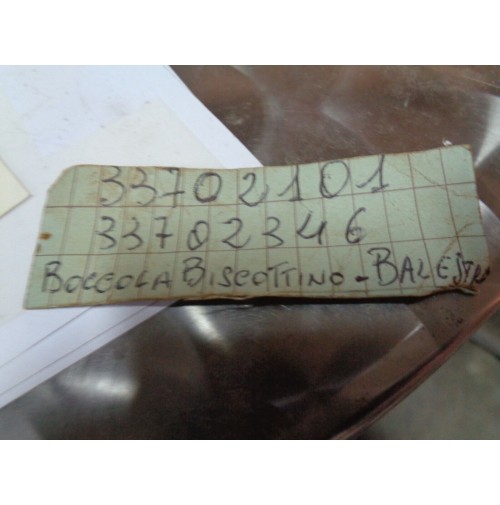 33702101
33702346
BOCCOLA BISCOTTINO - BALESTRA